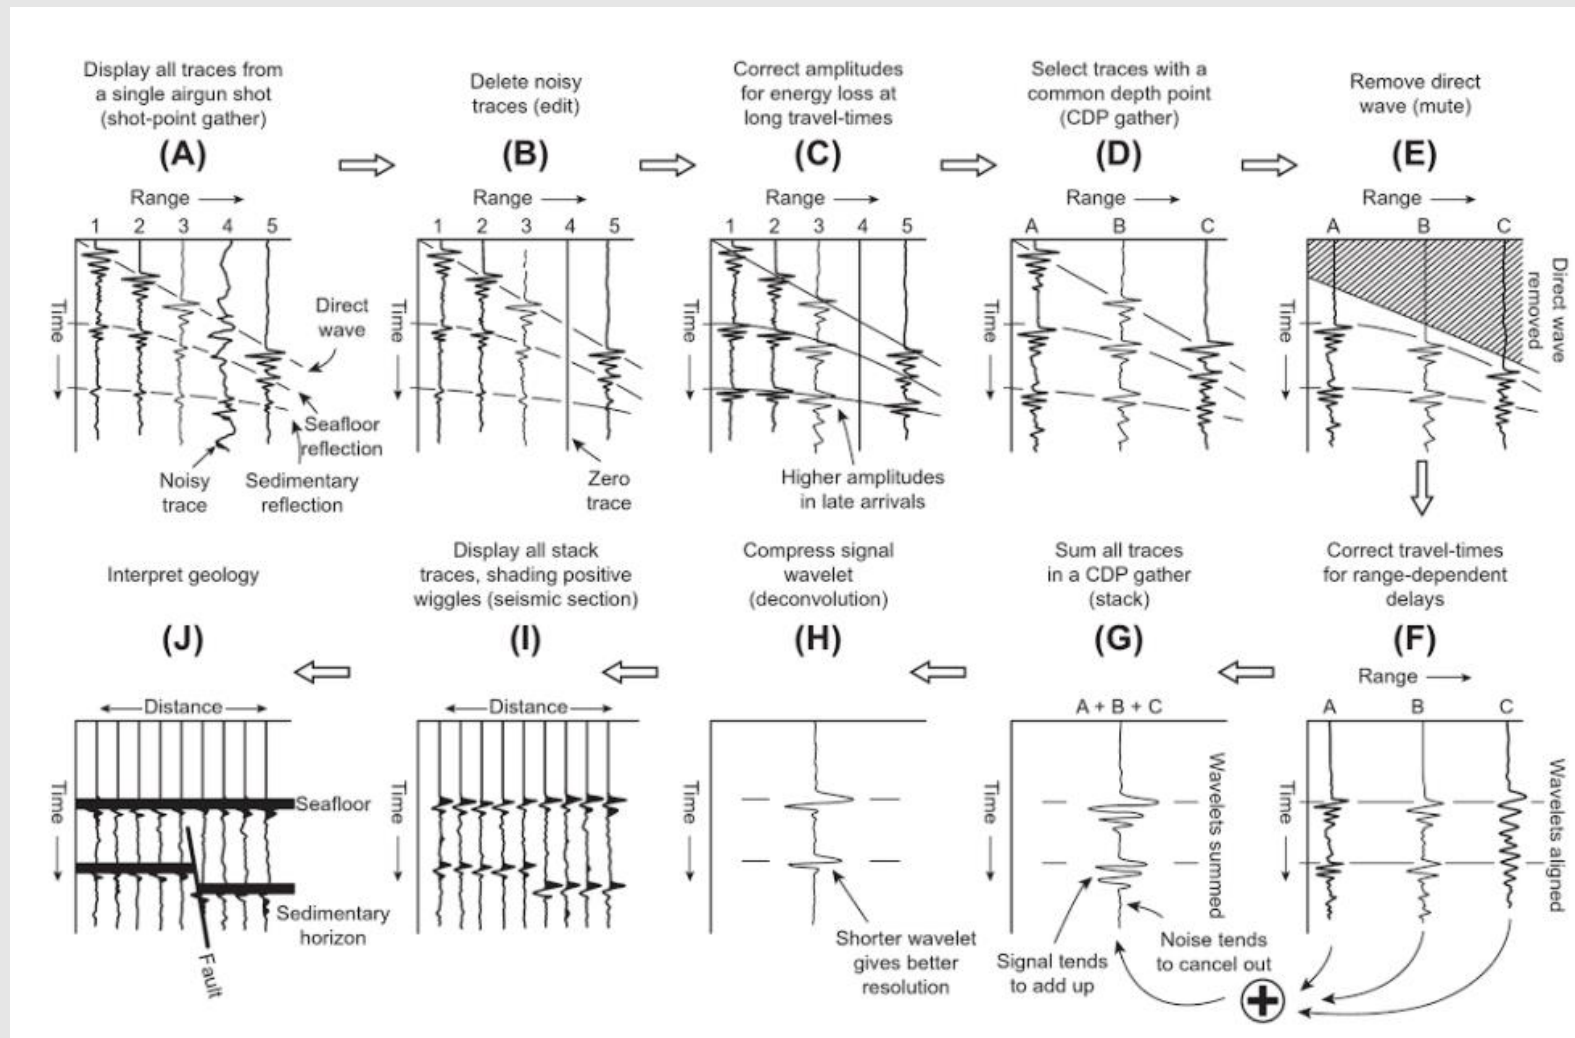 Display all traces from
a single airgun shot
(shot-point gather)
(A)
Range
1 2 3 4 5
Time
Direct
wave
Seafloor
reflection
Noisy
trace
Sedimentary
reflection
Delete noisy
traces (edit)
(B)
Range
1 2 3 4 5
Time
Zero
trace
Correct amplitudes
for energy loss at
long travel-times
(C)
Range
1 2 3 4 5
Time
Higher amplitudes
in late arrivals
Select traces with a
common depth point
(CDP gather)
(D)
Range
A B C
Time
Remove direct
wave (mute)
(E)
Range
A B C
Time
Direct wave
removed
Correct travel-times
for range-dependent
delays
(F)
Range
A B C
Time
Wavelets aligned
Sum all traces
in a CDP gather
(stack)
(G)
A + B + C
Time
Wavelets summed
Signal tends
to add up
Noise tends
to cancel out
Compress signal
wavelet
(deconvolution)
(H)
Time
Shorter wavelet
gives better
resolution
Display all stack
traces, shading positive
wiggles (seismic section)
(I)
Distance
Time
Interpret geology
(J)
Distance
Time
Seafloor
Sedimentary
horizon
Fault